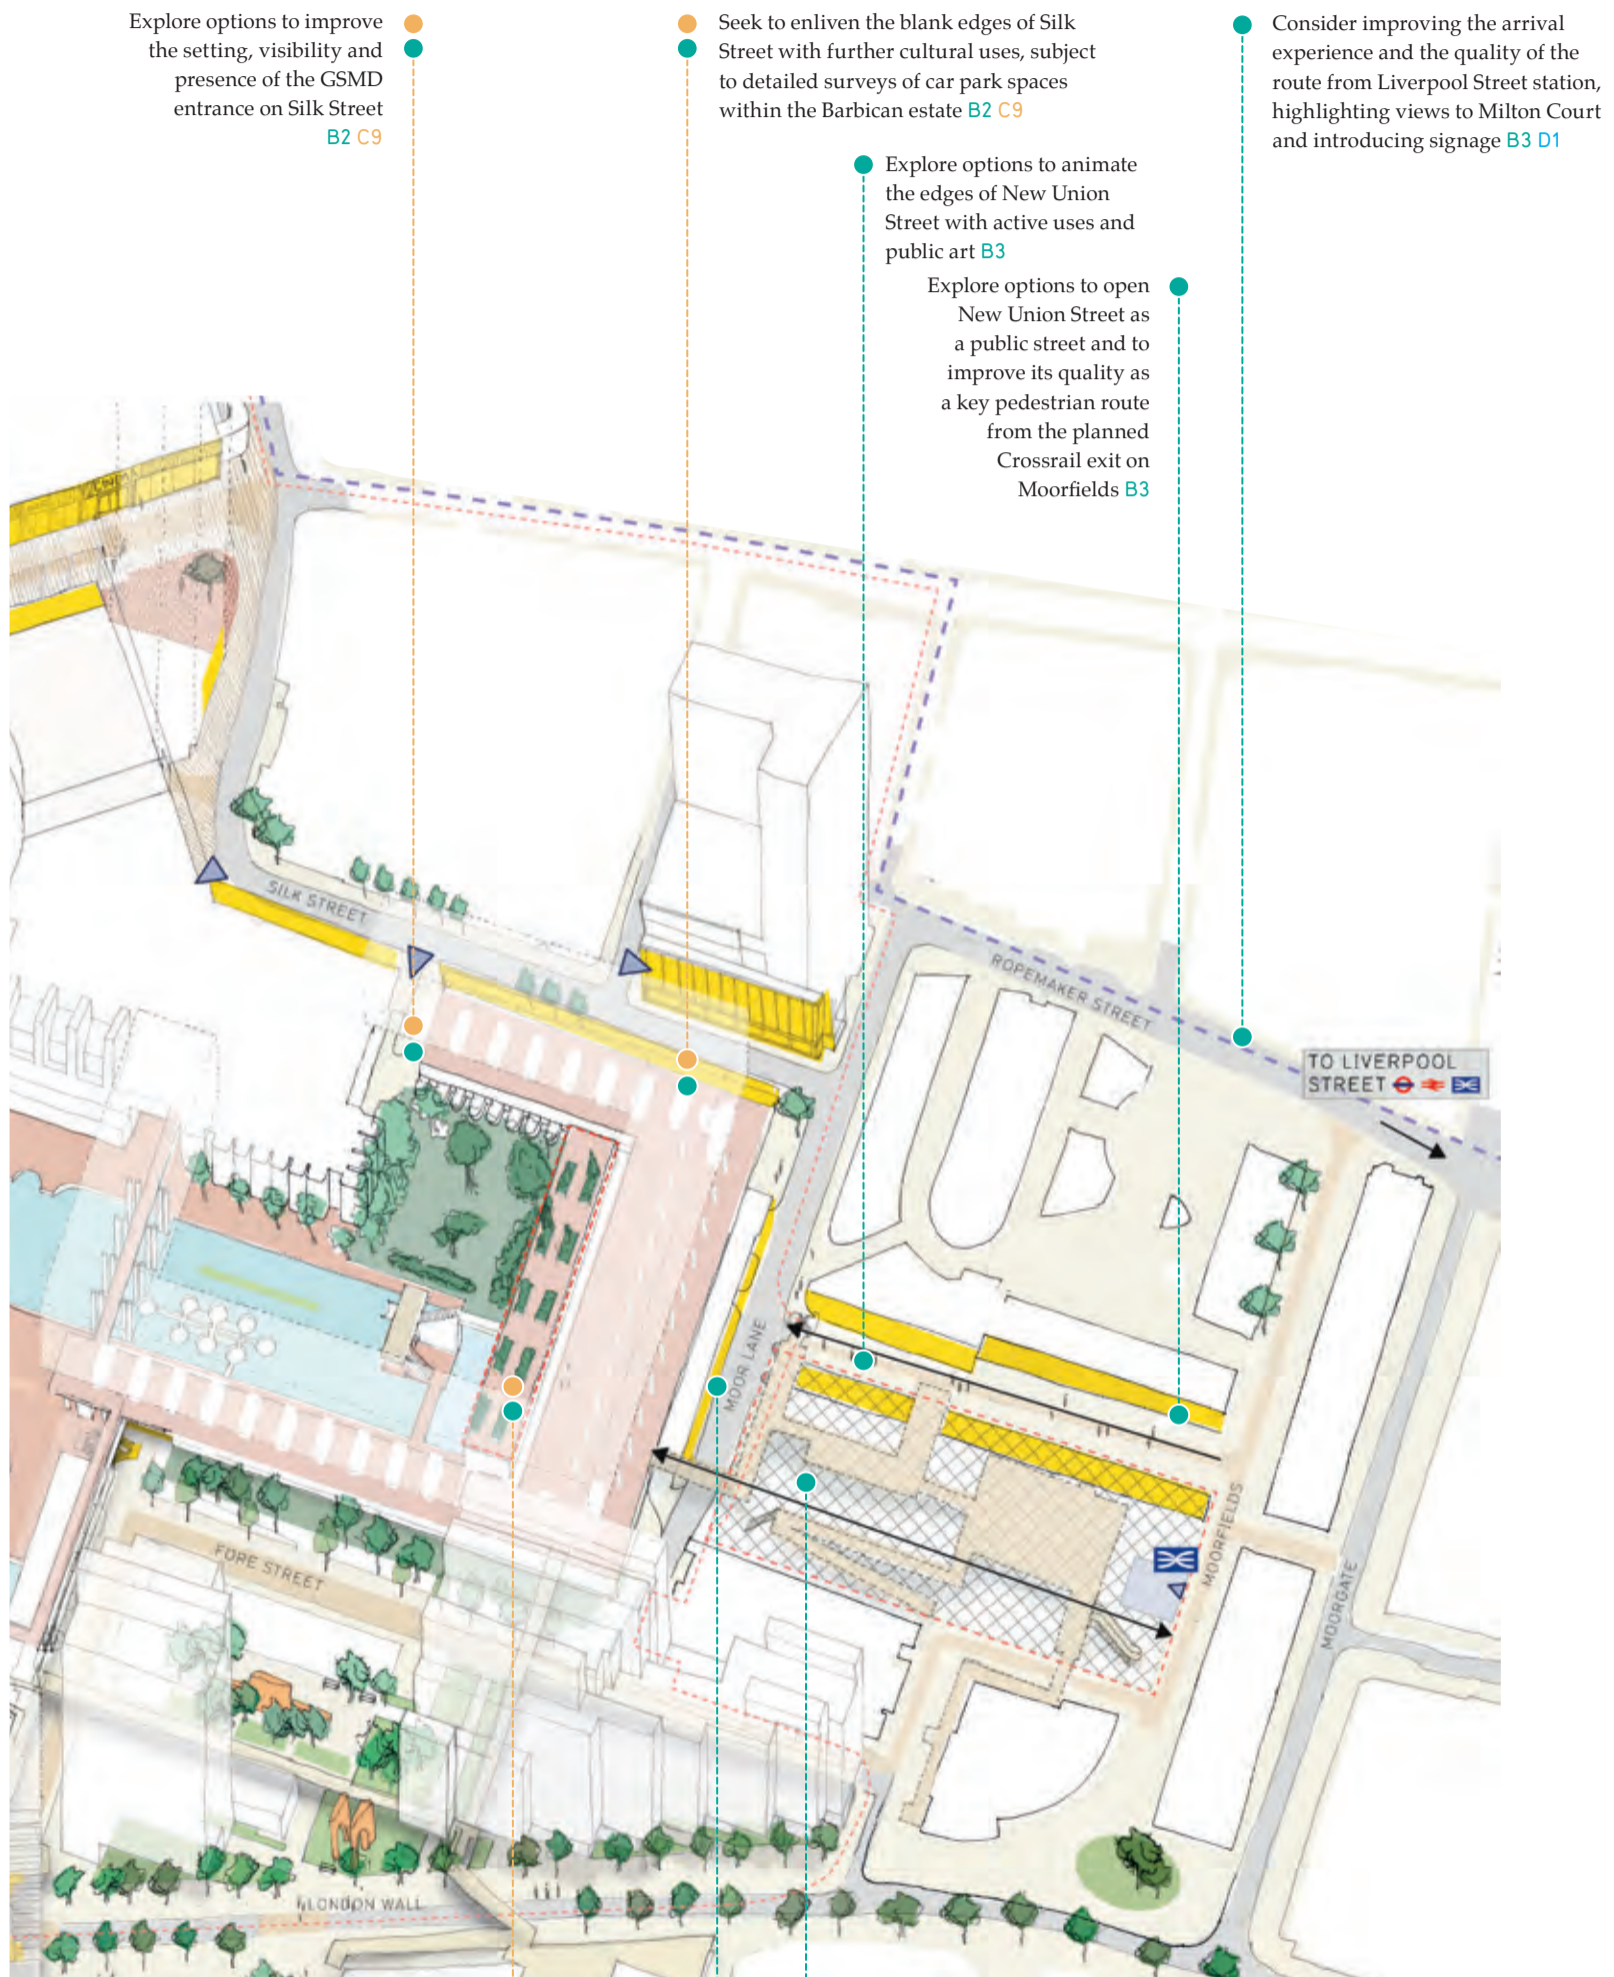 Explore options to improve
the setting, visibility and
presence of the GSMD
entrance on Silk Street
B2 C9
Seek to enliven the blank edges of Silk
Street with further cultural uses, subject
to detailed surveys of car park spaces
within the Barbican estate B2 C9
Consider improving the arrival
experience and the quality of the
route from Liverpool Street station,
highlighting views to Milton Court
and introducing signage B3 D1
Explore options to animate
the edges of New Union
Street with active uses and
public art B3
Explore options to open
New Union Street as
a public street and to
improve its quality as
a key pedestrian route
from the planned
Crossrail exit on
Moorfields B3
SILK STREET
ROPEMAKER STREET
TO LIVERPOOL
STREET
MOOR LANE
MOORFIELDS
MOORGATE
FORE STREET
LONDON WALL